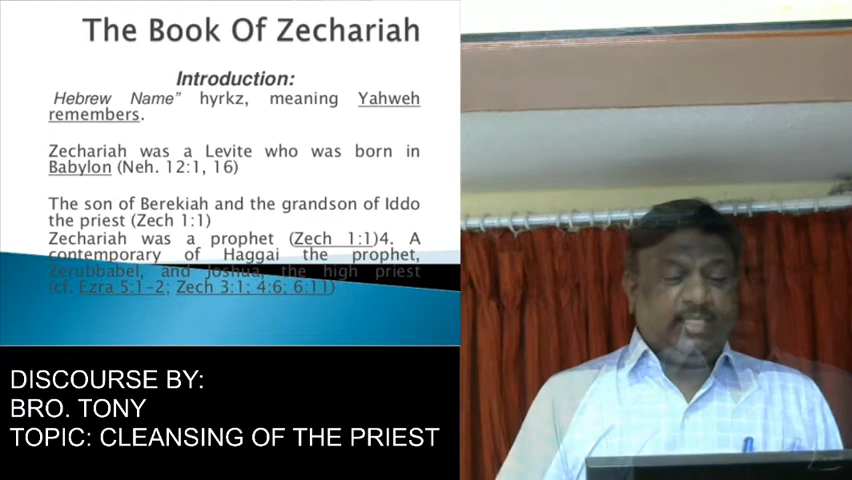 The Book Of Zechariah
Introduction:
Hebrew Name” hyrkz, meaning Yahweh
remembers.
Zechariah was a Levite who was born in
Babylon (Neh. 12:1, 16)
The son of Berekiah and the grandson of Iddo
the priest (Zech 1:1)
Zechariah was a prophet (Zech 1:1)4. A
contemporary of Haggai the prophet,
Zerubbabel, and Joshua, the high priest
(cf. Ezra 5:1-2; Zech 3:1; 4:6; 6:11)
DISCOURSE BY:
BRO. TONY
TOPIC: CLEANSING OF THE PRIEST